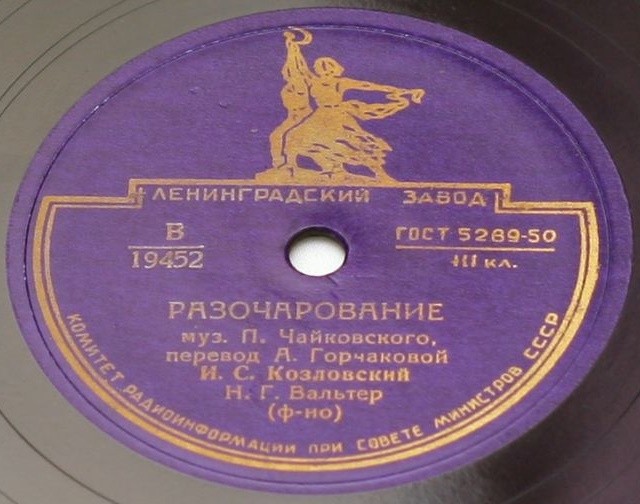 ЛЕНИНГРАДСКИЙ ЗАВОД
В
19452
ГОСТ 5289-50
III кл.
РАЗОЧАРОВАНИЕ
муз. П. Чайковского,
перевод А. Горчаковой
И. С. Козловский
Н. Г. Вальтер
(ф-но)
КОМИТЕТ РАДИОИНФОРМАЦИИ ПРИ СОВЕТЕ МИНИСТРОВ СССР